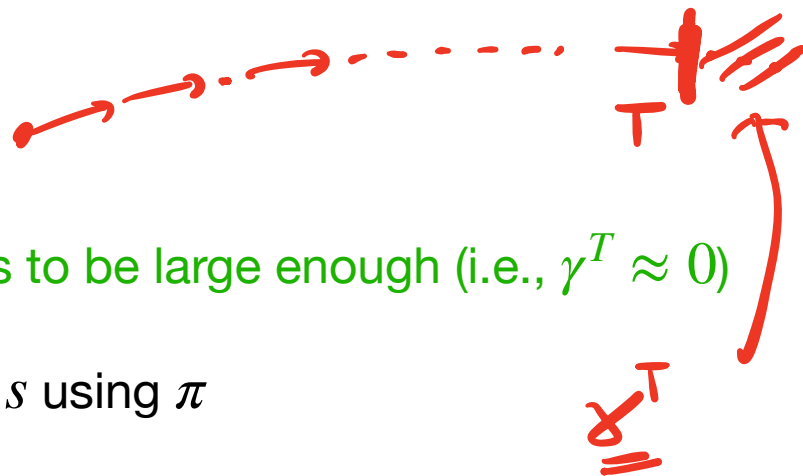 T
s to be large enough (i.e., γ^T ≈ 0)
s using π
γ^T